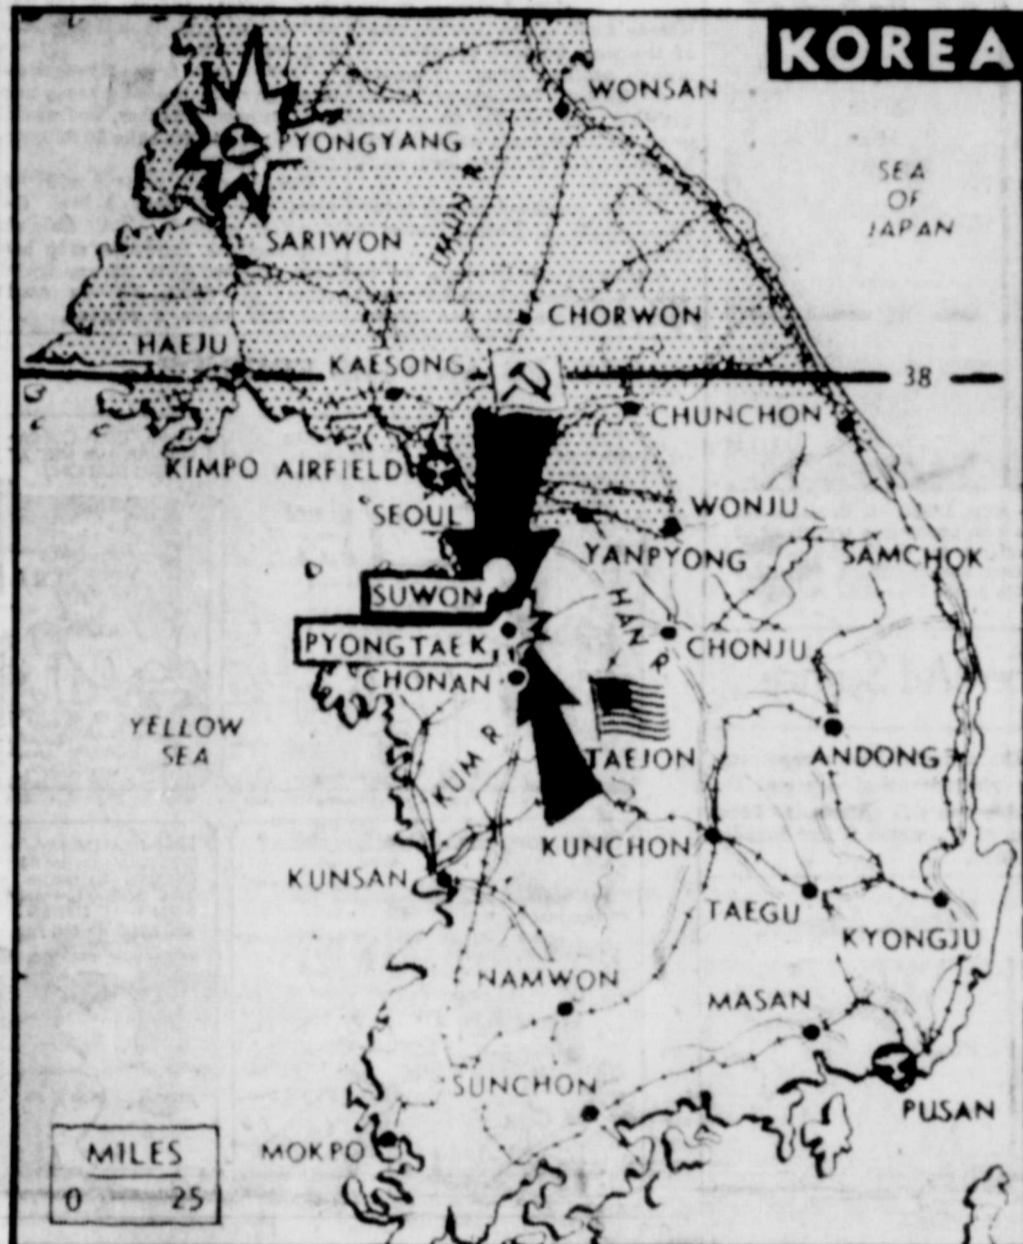 KOREA
WONSAN
PYONGYANG
SEA
OF
JAPAN
IMJIN R
SARIWON
CHORWON
HAEJU
KAESONG
38
CHUNCHON
KIMPO AIRFIELD
SEOUL
WONJU
YANPYONG
SAMCHOK
SUWON
HAN R
PYONGTAEK
CHONJU
CHONAN
YELLOW
SEA
KUM R
TAEJON
ANDONG
KUNCHON
KUNSAN
TAEGU
KYONGJU
NAMWON
MASAN
SUNCHON
PUSAN
MOKPO
MILES
0 25